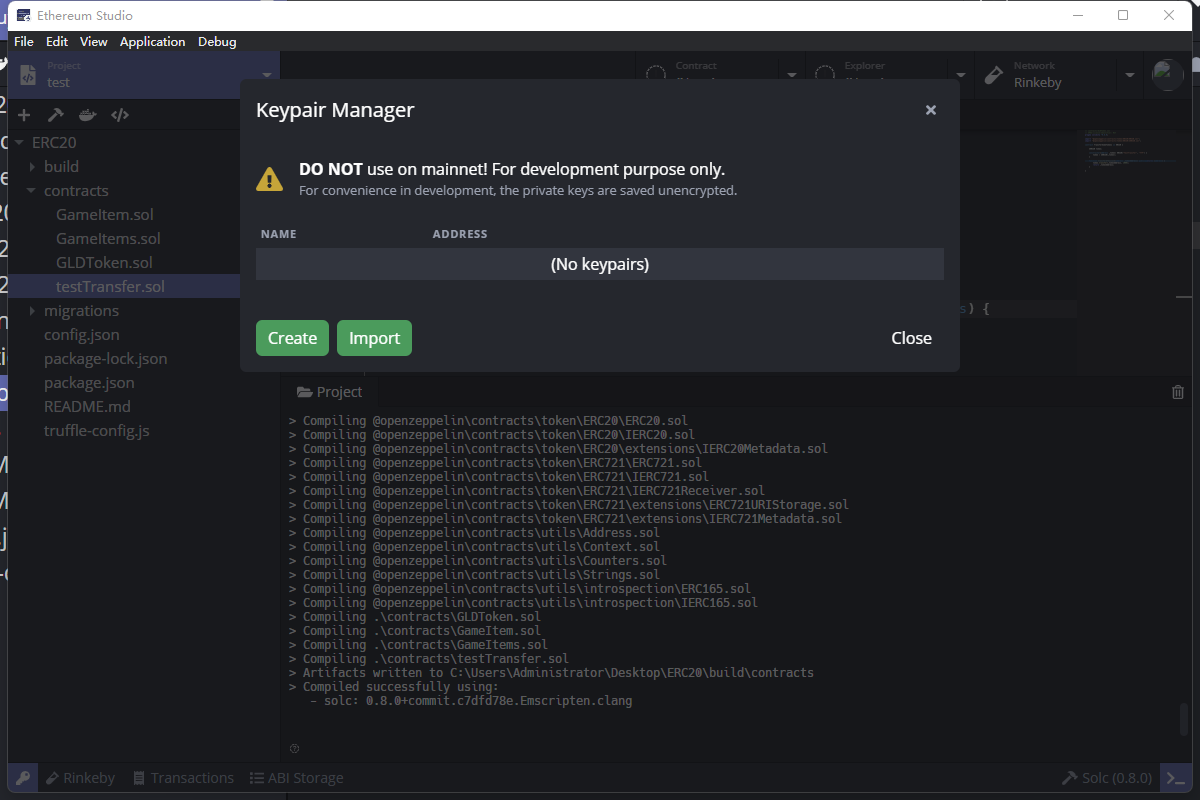 Ethereum Studio
File Edit View Application Debug
Project
test
Contract
Explorer
Network
Rinkeby
Keypair Manager
DO NOT use on mainnet! For development purpose only.
For convenience in development, the private keys are saved unencrypted.
NAME ADDRESS
(No keypairs)
Create Import Close
ERC20
build
contracts
GameItem.sol
GameItems.sol
GLDToken.sol
testTransfer.sol
migrations
config.json
package-lock.json
package.json
README.md
truffle-config.js
s) {
Project
> Compiling @openzeppelin\contracts\token\ERC20\ERC20.sol
> Compiling @openzeppelin\contracts\token\ERC20\IERC20.sol
> Compiling @openzeppelin\contracts\token\ERC20\extensions\IERC20Metadata.sol
> Compiling @openzeppelin\contracts\token\ERC721\ERC721.sol
> Compiling @openzeppelin\contracts\token\ERC721\IERC721.sol
> Compiling @openzeppelin\contracts\token\ERC721\IERC721Receiver.sol
> Compiling @openzeppelin\contracts\token\ERC721\extensions\ERC721URIStorage.sol
> Compiling @openzeppelin\contracts\token\ERC721\extensions\IERC721Metadata.sol
> Compiling @openzeppelin\contracts\utils\Address.sol
> Compiling @openzeppelin\contracts\utils\Context.sol
> Compiling @openzeppelin\contracts\utils\Counters.sol
> Compiling @openzeppelin\contracts\utils\Strings.sol
> Compiling @openzeppelin\contracts\utils\introspection\ERC165.sol
> Compiling @openzeppelin\contracts\utils\introspection\IERC165.sol
> Compiling .\contracts\GLDToken.sol
> Compiling .\contracts\GameItem.sol
> Compiling .\contracts\GameItems.sol
> Compiling .\contracts\testTransfer.sol
> Artifacts written to C:\Users\Administrator\Desktop\ERC20\build\contracts
> Compiled successfully using:
- solc: 0.8.0+commit.c7dfd78e.Emscripten.clang
Rinkeby Transactions ABI Storage Solc (0.8.0)